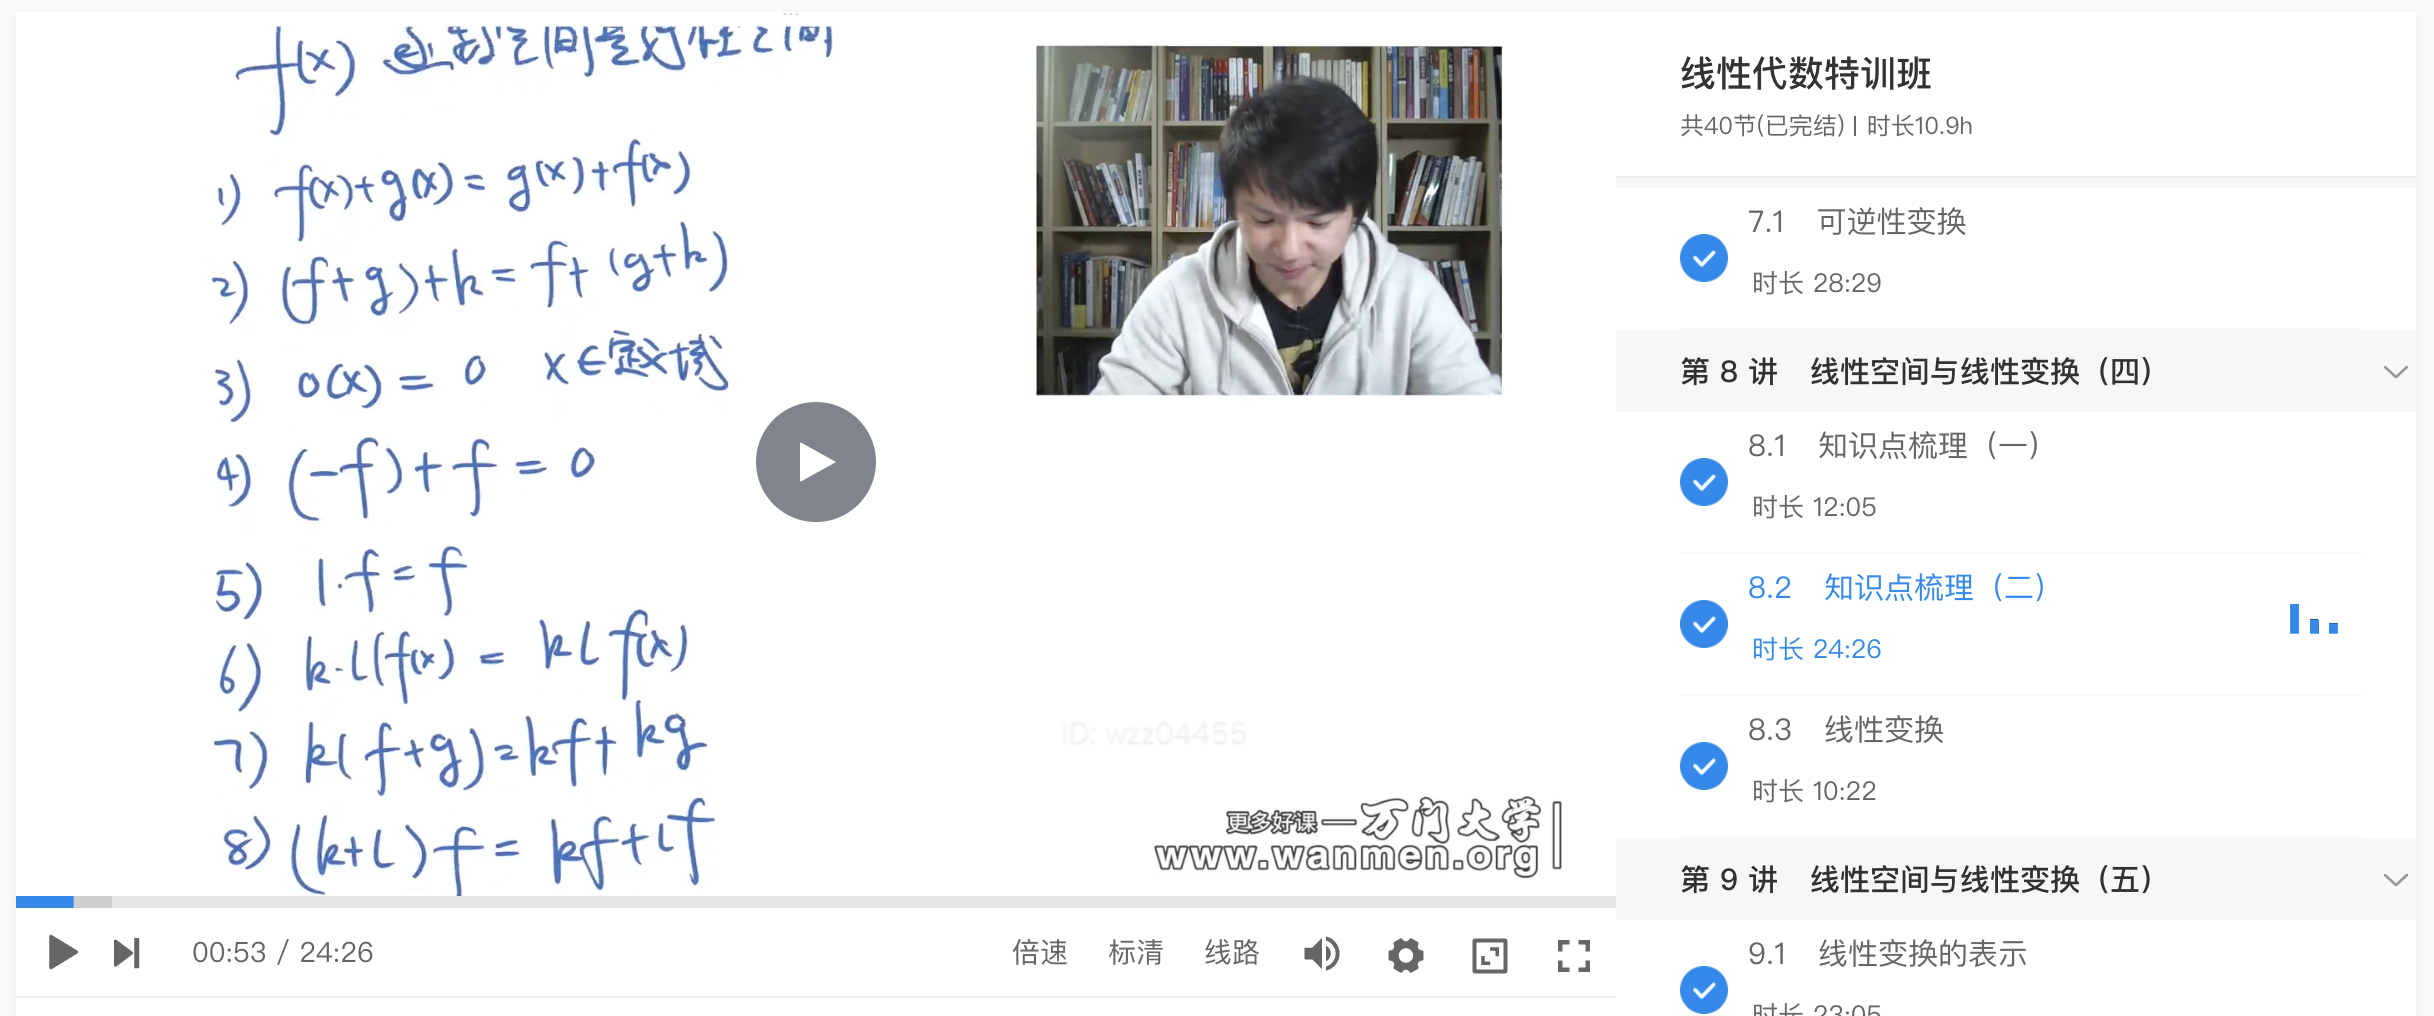 f(x) 函数空间是线性空间
1) f(x)+g(x) = g(x)+f(x)
2) (f+g)+h = f+(g+h)
3) 0(x) = 0 x∈定义域
4) (-f)+f = 0
5) 1·f = f
6) k·l(f(x) = kl f(x)
7) k(f+g) = kf+kg
8) (k+l)f = kf+lf
ID: wzz04455
更多好课一万门大学
www.wanmen.org
00:53 / 24:26
倍速 标清 线路
线性代数特训班
共40节(已完结) | 时长10.9h
7.1 可逆性变换
时长 28:29
第 8 讲 线性空间与线性变换（四）
8.1 知识点梳理（一）
时长 12:05
8.2 知识点梳理（二）
时长 24:26
8.3 线性变换
时长 10:22
第 9 讲 线性空间与线性变换（五）
9.1 线性变换的表示
时长 23:05